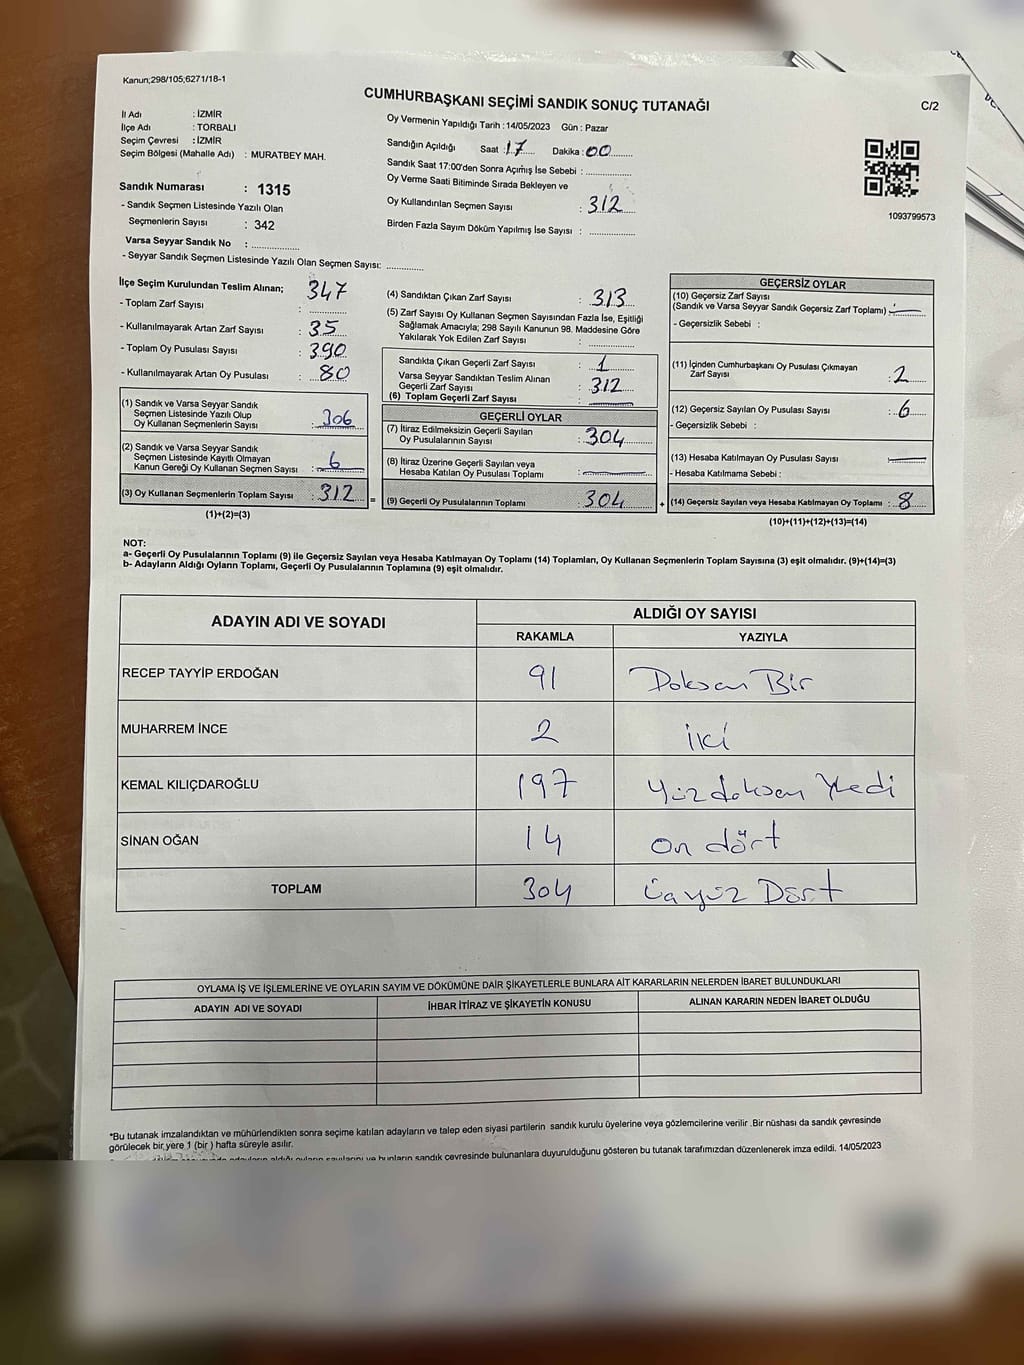 Kanun;298/105;6271/18-1
CUMHURBAŞKANI SEÇİMİ SANDIK SONUÇ TUTANAĞI
C/2
İl Adı : İZMİR
İlçe Adı : TORBALI
Seçim Çevresi : İZMİR
Seçim Bölgesi (Mahalle Adı) : MURATBEY MAH.
Sandık Numarası : 1315
- Sandık Seçmen Listesinde Yazılı Olan
Seçmenlerin Sayısı : 342
Varsa Seyyar Sandık No : ..............
- Seyyar Sandık Seçmen Listesinde Yazılı Olan Seçmen Sayısı: ............
Oy Vermenin Yapıldığı Tarih : 14/05/2023 Gün : Pazar
Sandığın Açıldığı Saat : 17 Dakika : 00
Sandık Saat 17:00'den Sonra Açımış İse Sebebi : ..............
Oy Verme Saati Bitiminde Sırada Bekleyen ve
Oy Kullandırılan Seçmen Sayısı : 312
Birden Fazla Sayım Döküm Yapılmış İse Sayısı : ..............
1093799573
İlçe Seçim Kurulundan Teslim Alınan; 347
- Toplam Zarf Sayısı : ............
- Kullanılmayarak Artan Zarf Sayısı : 35
- Toplam Oy Pusulası Sayısı : 390
- Kullanılmayarak Artan Oy Pusulası : 80
(1) Sandık ve Varsa Seyyar Sandık
Seçmen Listesinde Yazılı Olup
Oy Kullanan Seçmenlerin Sayısı : 306
(2) Sandık ve Varsa Seyyar Sandık
Seçmen Listesinde Kayıtlı Olmayan
Kanun Gereği Oy Kullanan Seçmen Sayısı : 6
(3) Oy Kullanan Seçmenlerin Toplam Sayısı : 312
(1)+(2)=(3)
=
(4) Sandıktan Çıkan Zarf Sayısı : 313
(5) Zarf Sayısı Oy Kullanan Seçmen Sayısından Fazla İse, Eşitliği
Sağlamak Amacıyla; 298 Sayılı Kanunun 98. Maddesine Göre
Yakılarak Yok Edilen Zarf Sayısı : ..............
Sandıkta Çıkan Geçerli Zarf Sayısı : 1
Varsa Seyyar Sandıktan Teslim Alınan
Geçerli Zarf Sayısı : 312
(6) Toplam Geçerli Zarf Sayısı :
GEÇERLİ OYLAR
(7) İtiraz Edilmeksizin Geçerli Sayılan
Oy Pusulalarının Sayısı : 304
(8) İtiraz Üzerine Geçerli Sayılan veya
Hesaba Katılan Oy Pusulası Toplamı :
(9) Geçerli Oy Pusulalarının Toplamı : 304
+
GEÇERSİZ OYLAR
(10) Geçersiz Zarf Sayısı
(Sandık ve Varsa Seyyar Sandık Geçersiz Zarf Toplamı) :
- Geçersizlik Sebebi :
(11) İçinden Cumhurbaşkanı Oy Pusulası Çıkmayan
Zarf Sayısı : 2
(12) Geçersiz Sayılan Oy Pusulası Sayısı : 6
- Geçersizlik Sebebi :
(13) Hesaba Katılmayan Oy Pusulası Sayısı
- Hesaba Katılmama Sebebi :
(14) Geçersiz Sayılan veya Hesaba Katılmayan Oy Toplamı : 8
(10)+(11)+(12)+(13)=(14)
NOT:
a- Geçerli Oy Pusulalarının Toplamı (9) ile Geçersiz Sayılan veya Hesaba Katılmayan Oy Toplamı (14) Toplamları, Oy Kullanan Seçmenlerin Toplam Sayısına (3) eşit olmalıdır. (9)+(14)=(3)
b- Adayların Aldığı Oyların Toplamı, Geçerli Oy Pusulalarının Toplamına (9) eşit olmalıdır.
ADAYIN ADI VE SOYADI ALDIĞI OY SAYISI
RAKAMLA YAZIYLA
RECEP TAYYİP ERDOĞAN 91 Doksan Bir
MUHARREM İNCE 2 iki
KEMAL KILIÇDAROĞLU 197 Yüzdoksan Yedi
SİNAN OĞAN 14 on dört
TOPLAM 304 üçyüz Dört
OYLAMA İŞ VE İŞLEMLERİNE VE OYLARIN SAYIM VE DÖKÜMÜNE DAİR ŞİKAYETLERLE BUNLARA AİT KARARLARIN NELERDEN İBARET BULUNDUKLARI
ADAYIN ADI VE SOYADI İHBAR İTİRAZ VE ŞİKAYETİN KONUSU ALINAN KARARIN NEDEN İBARET OLDUĞU
*Bu tutanak imzalandıktan ve mühürlendikten sonra seçime katılan adayların ve talep eden siyasi partilerin sandık kurulu üyelerine veya gözlemcilerine verilir .Bir nüshası da sandık çevresinde
görülecek bir yere 1 (bir ) hafta süreyle asılır.
adayların aldığı oyların sayılarını ve bunların sandık çevresinde bulunanlara duyurulduğunu gösteren bu tutanak tarafımızdan düzenlenerek imza edildi. 14/05/2023